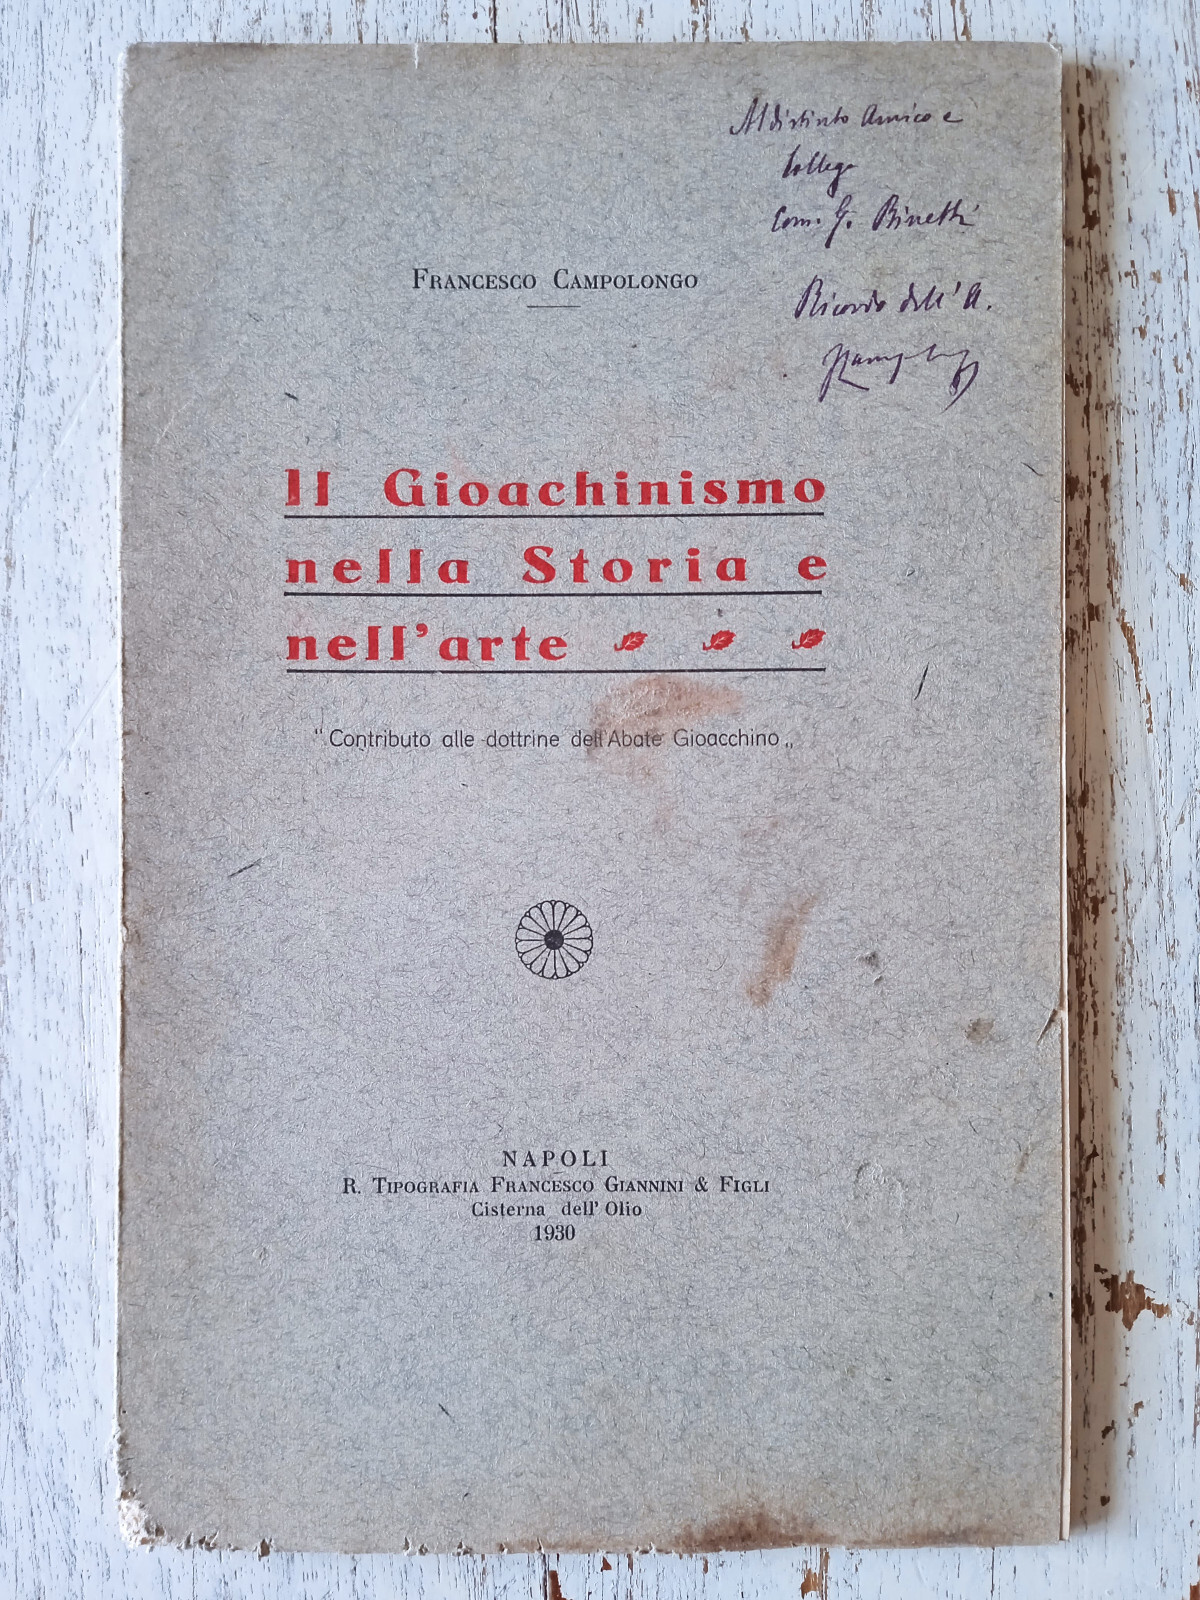 Al distinto Amico e
Collega
Com. G. Binetti
Ricordo dell'A.
FRANCESCO CAMPOLONGO
Il Gioachinismo
nella Storia e
nell'arte
"Contributo alle dottrine dell'Abate Gioacchino„
NAPOLI
R. TIPOGRAFIA FRANCESCO GIANNINI & FIGLI
Cisterna dell'Olio
1930